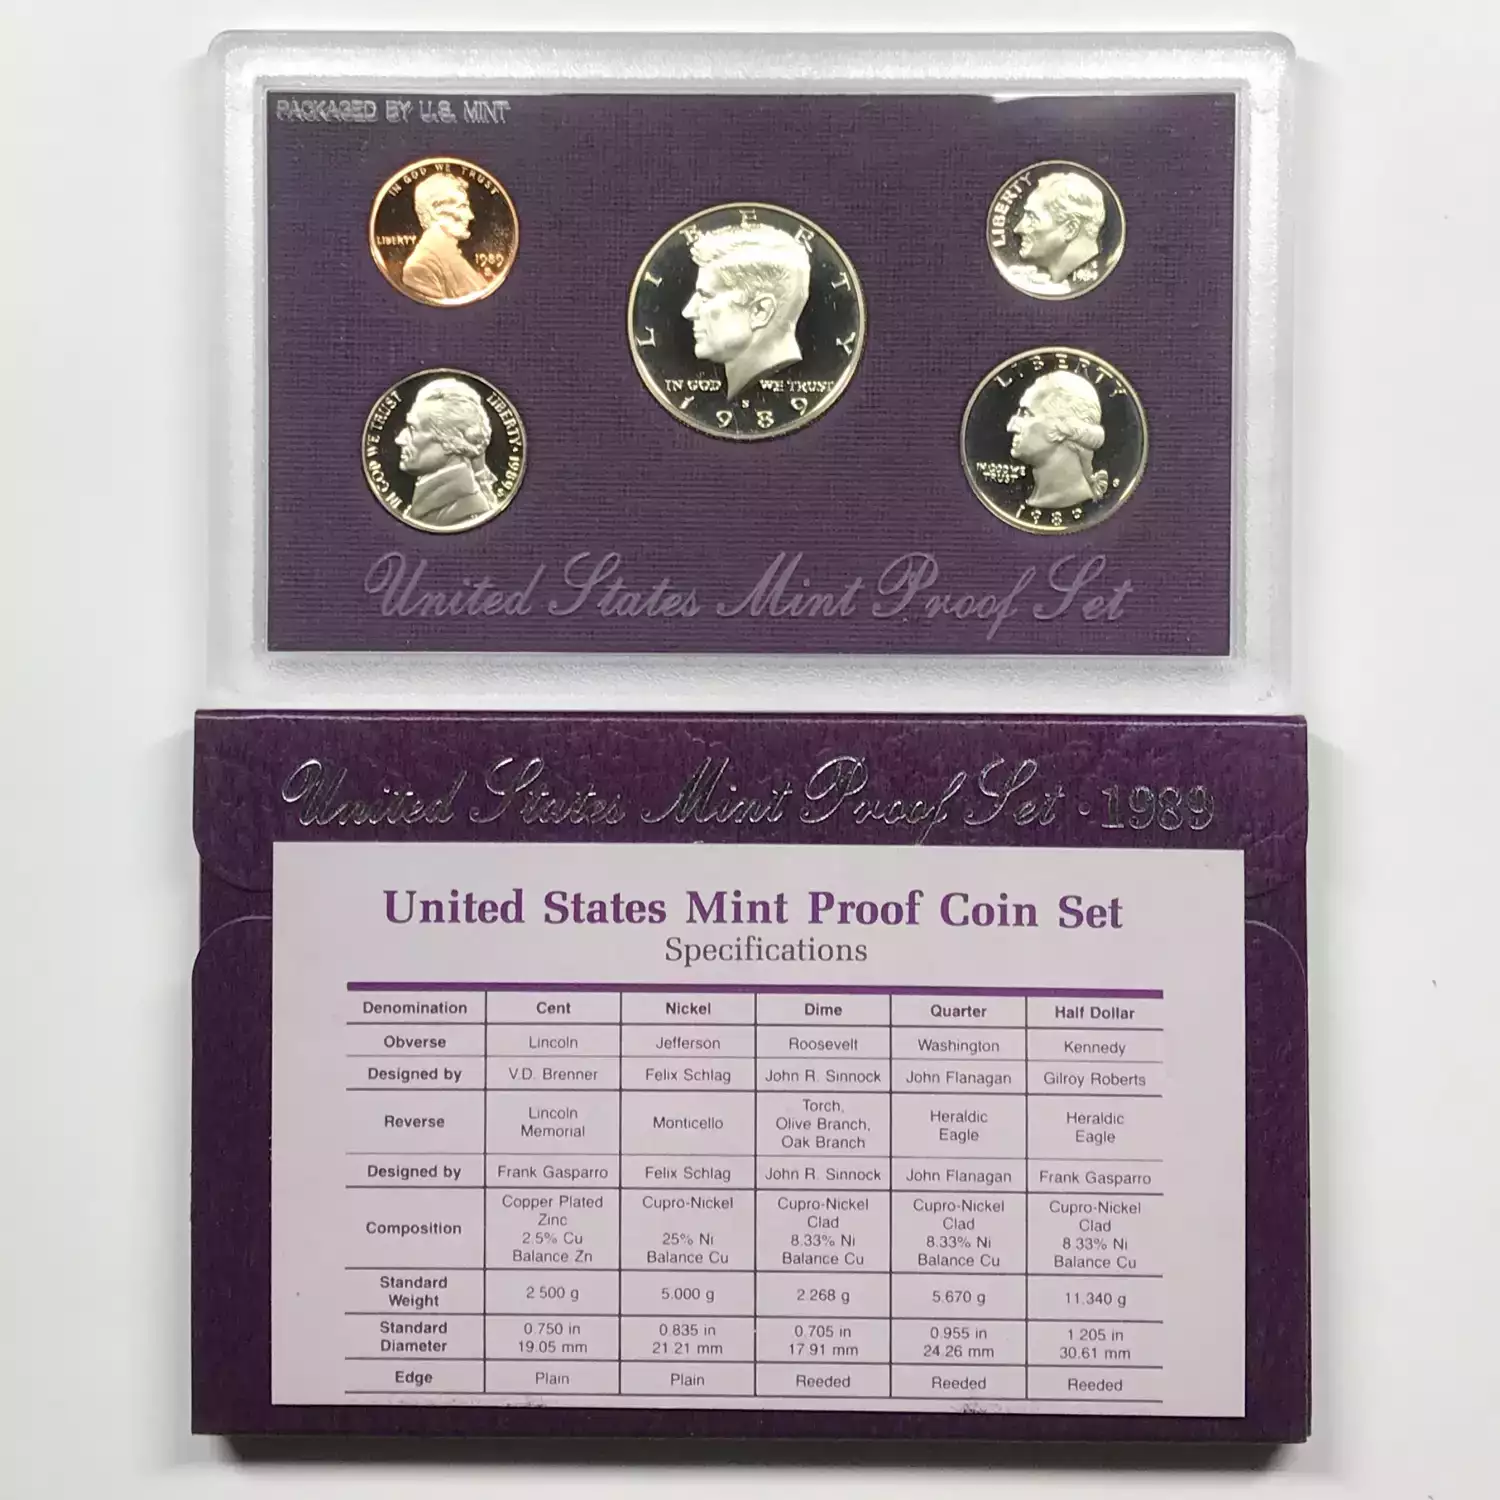 PACKAGED BY U.S. MINT
IN GOD WE TRUST
LIBERTY
1989
S
LIBERTY
IN GOD WE TRUST
S
1989
LIBERTY
IN GOD WE TRUST
LIBERTY · 1989 S
LIBERTY
IN GOD WE
TRUST
1989
United States Mint Proof Set
United States Mint Proof Set · 1989
United States Mint Proof Coin Set
Specifications
Denomination Cent Nickel Dime Quarter Half Dollar
Obverse Lincoln Jefferson Roosevelt Washington Kennedy
Designed by V.D. Brenner Felix Schlag John R. Sinnock John Flanagan Gilroy Roberts
Reverse Lincoln Memorial Monticello Torch, Olive Branch, Oak Branch Heraldic Eagle Heraldic Eagle
Designed by Frank Gasparro Felix Schlag John R. Sinnock John Flanagan Frank Gasparro
Composition Copper Plated Zinc 2.5% Cu Balance Zn Cupro-Nickel 25% Ni Balance Cu Cupro-Nickel Clad 8.33% Ni Balance Cu Cupro-Nickel Clad 8.33% Ni Balance Cu Cupro-Nickel Clad 8.33% Ni Balance Cu
Standard Weight 2.500 g 5.000 g 2.268 g 5.670 g 11.340 g
Standard Diameter 0.750 in 19.05 mm 0.835 in 21.21 mm 0.705 in 17.91 mm 0.955 in 24.26 mm 1.205 in 30.61 mm
Edge Plain Plain Reeded Reeded Reeded